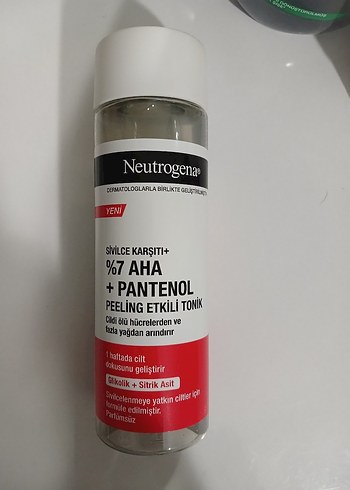 Neutrogena®
DERMATOLOGLARLA BİRLİKTE GELİŞTİRİLMİŞTİR
YENİ
SİVİLCE KARŞITI+
%7 AHA
+ PANTENOL
PEELING ETKİLİ TONİK
Cildi ölü hücrelerden ve
fazla yağdan arındırır
1 haftada cilt
dokusunu geliştirir
Glikolik + Sitrik Asit
Sivilcelenmeye yatkın ciltler için
formüle edilmiştir.
Parfümsüz